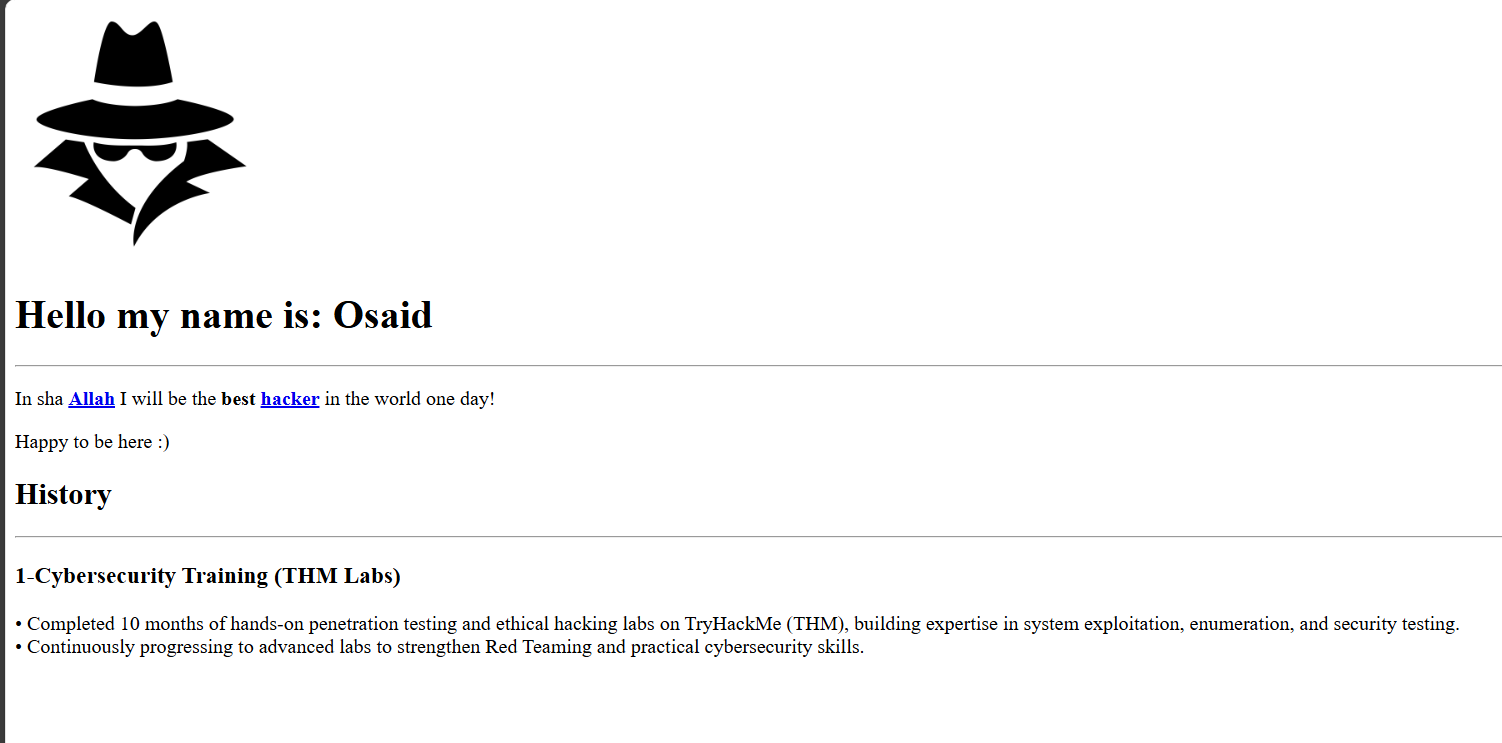 Hello my name is: Osaid
In sha Allah I will be the best hacker in the world one day!
Happy to be here :)
History
1-Cybersecurity Training (THM Labs)
• Completed 10 months of hands-on penetration testing and ethical hacking labs on TryHackMe (THM), building expertise in system exploitation, enumeration, and security testing.
• Continuously progressing to advanced labs to strengthen Red Teaming and practical cybersecurity skills.